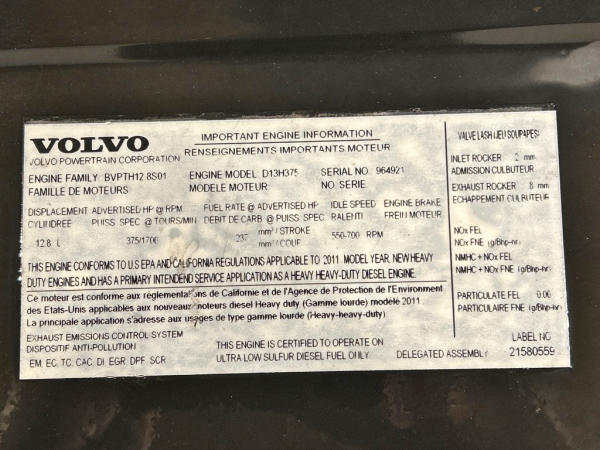 VOLVO
VOLVO POWERTRAIN CORPORATION
IMPORTANT ENGINE INFORMATION
RENSEIGNEMENTS IMPORTANTS MOTEUR
ENGINE FAMILY BVPTH12.8S01 ENGINE MODEL D13H375 SERIAL NO 964921
FAMILLE DE MOTEURS MODELE MOTEUR NO. SERIE
DISPLACEMENT ADVERTISED HP @ RPM FUEL RATE @ ADVERTISED HP IDLE SPEED ENGINE BRAKE
CYLINDREE PUISS. SPEC @ TOURS/MIN DEBIT DE CARB @ PUISS. SPEC RALENTI FREIN MOTEUR
12.8 L 375/1700 237 mm³/STROKE 550-700 RPM
mm³/COUP
THIS ENGINE CONFORMS TO U.S EPA AND CALIFORNIA REGULATIONS APPLICABLE TO 2011 MODEL YEAR NEW HEAVY
DUTY ENGINES AND HAS A PRIMARY INTENDEND SERVICE APPLICATION AS A HEAVY HEAVY-DUTY DIESEL ENGINE.
Ce moteur est conforme aux réglementations de Californie et de l'Agence de Protection de l'Environment
des Etats-Unis applicables aux nouveaux moteurs diesel Heavy duty (Gamme lourde) modèle 2011
La principale application s'adresse aux usages de type gamme lourde (Heavy-heavy-duty)
EXHAUST EMISSIONS CONTROL SYSTEM
DISPOSITIF ANTI-POLLUTION
EM, EC, TC, CAC, DI, EGR, DPF, SCR
THIS ENGINE IS CERTIFIED TO OPERATE ON
ULTRA LOW SULFUR DIESEL FUEL ONLY
DELEGATED ASSEMBLY
VALVE LASH (JEU SOUPAPES)
INLET ROCKER 2 mm
ADMISSION CULBUTEUR
EXHAUST ROCKER 8 mm
ECHAPPEMENT CULBUTEUR
NOx FEL
NOx FNE (g/Bhp-hr)
NMHC + NOx FEL
NMHC + NOx FNE (g/Bhp-hr)
PARTICULATE FEL
PARTICULAIRE FNE (g/Bhp-hr)
LABEL NO
21580559